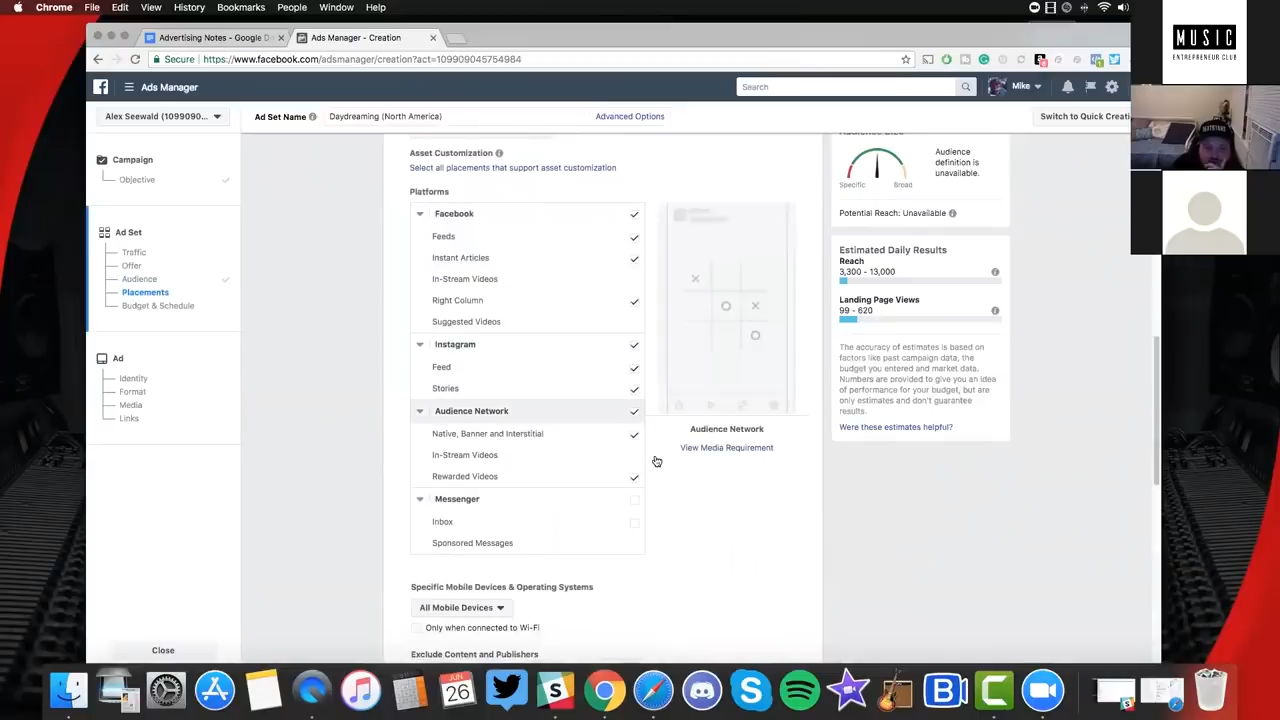 Chrome File Edit View History Bookmarks People Window Help
Advertising Notes - Google D
Ads Manager - Creation
Secure
https://www.facebook.com/adsmanager/creation?act=109909045754984
Ads Manager
Search
Mike
Alex Seewald (1099090...
Ad Set Name
Daydreaming (North America)
Advanced Options
Switch to Quick Creati
Campaign
Objective
Ad Set
Traffic
Offer
Audience
Placements
Budget & Schedule
Ad
Identity
Format
Media
Links
Close
Asset Customization
Select all placements that support asset customization
Platforms
Facebook
Feeds
Instant Articles
In-Stream Videos
Right Column
Suggested Videos
Instagram
Feed
Stories
Audience Network
Native, Banner and Interstitial
In-Stream Videos
Rewarded Videos
Messenger
Inbox
Sponsored Messages
Audience Network
View Media Requirement
Specific Mobile Devices & Operating Systems
All Mobile Devices
Only when connected to Wi-Fi
Exclude Content and Publishers
Audience Size
Specific
Broad
Audience
definition is
unavailable.
Potential Reach: Unavailable
Estimated Daily Results
Reach
3,300 - 13,000
Landing Page Views
99 - 620
The accuracy of estimates is based on
factors like past campaign data, the
budget you entered and market data.
Numbers are provided to give you an idea
of performance for your budget, but are
only estimates and don't guarantee
results.
Were these estimates helpful?
MUSIC
ENTREPRENEUR CLUB
JUN
26